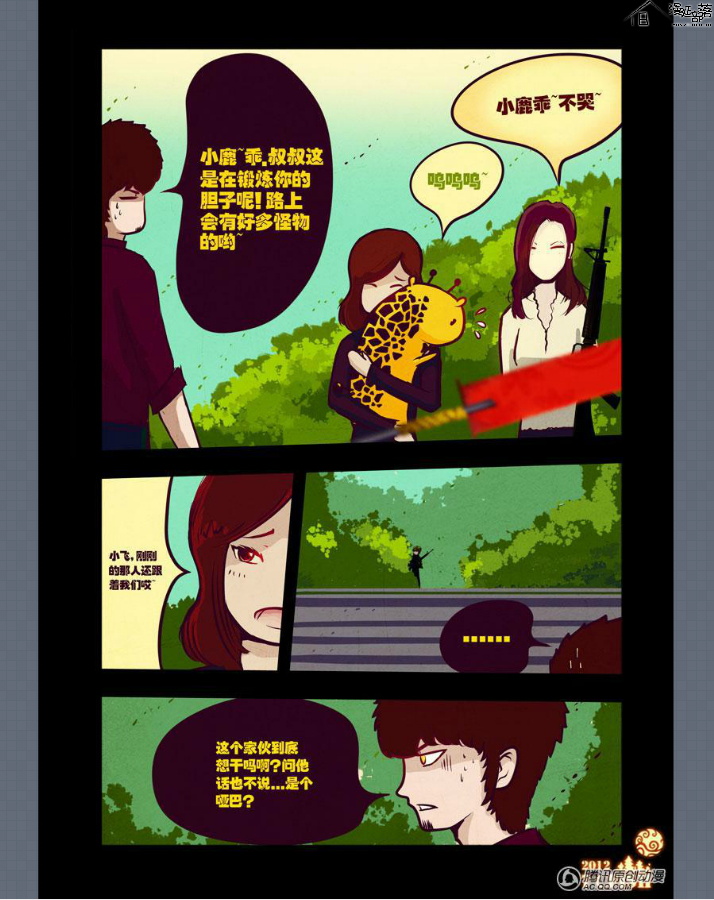 漫域部落
小鹿~乖.叔叔这
是在锻炼你的
胆子呢！路上
会有好多怪物
的哟~
呜呜呜~
小鹿乖~不哭~
小飞，刚刚
的那人还跟
着我们哎~
......
这个家伙到底
想干吗啊？问他
话也不说...是个
哑巴？
2012
腾讯原创动漫
AC.QQ.COM